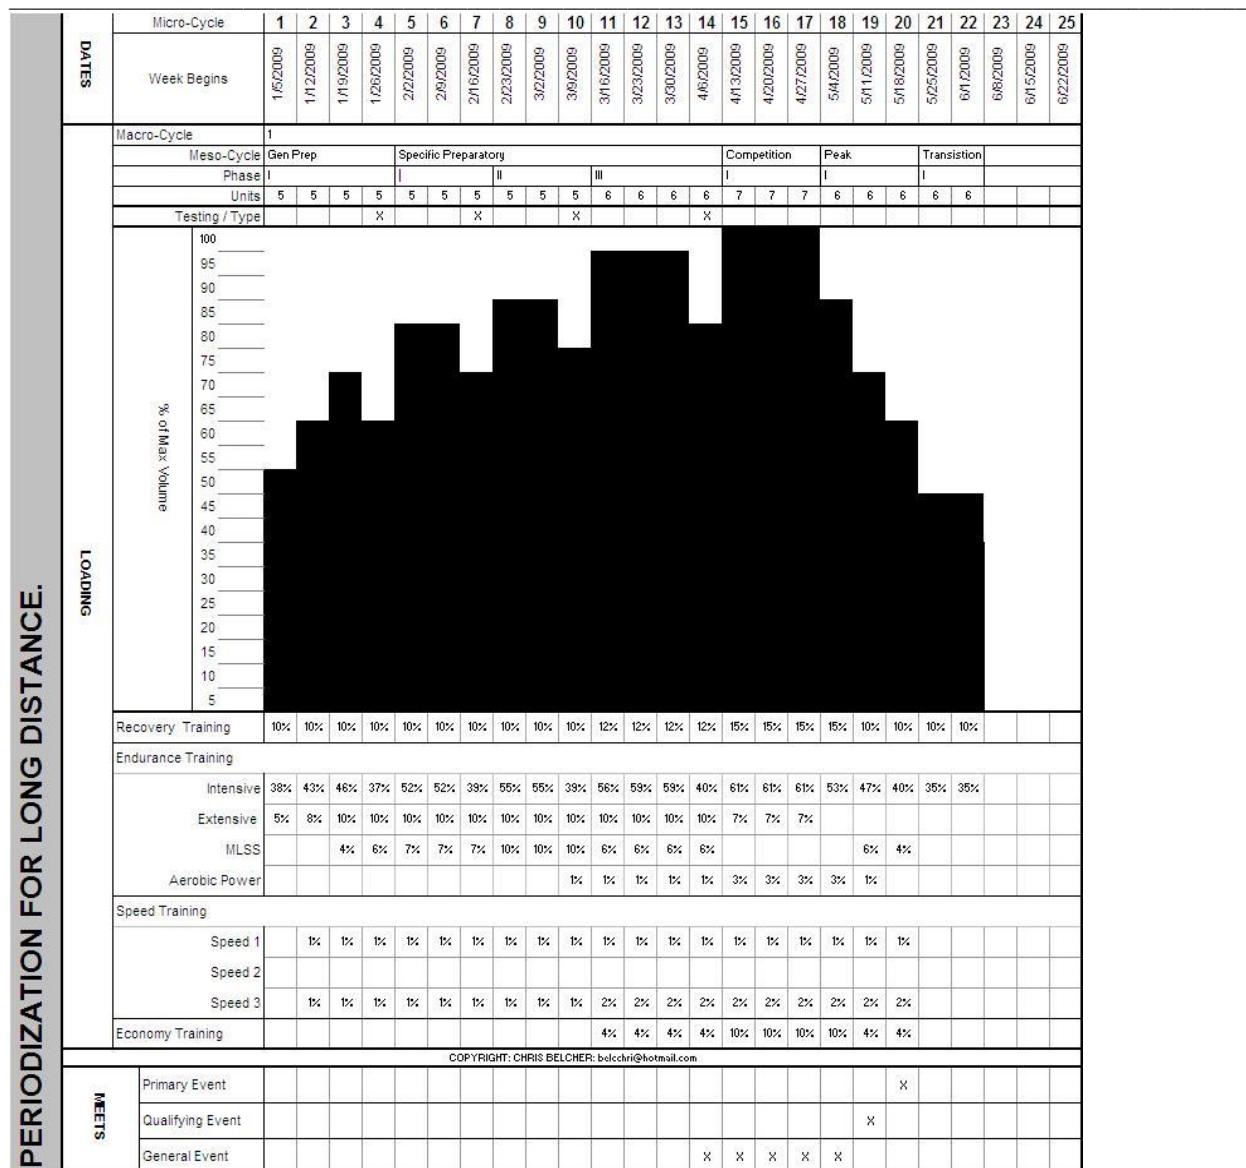 PERIODIZATION FOR LONG DISTANCE.
DATES
Micro-Cycle 1 2 3 4 5 6 7 8 9 10 11 12 13 14 15 16 17 18 19 20 21 22 23 24 25
Week Begins 1/5/2009 1/12/2009 1/19/2009 1/26/2009 2/2/2009 2/9/2009 2/16/2009 2/23/2009 3/2/2009 3/9/2009 3/16/2009 3/23/2009 3/30/2009 4/6/2009 4/13/2009 4/20/2009 4/27/2009 5/4/2009 5/11/2009 5/18/2009 5/25/2009 6/1/2009 6/8/2009 6/15/2009 6/22/2009
LOADING
Macro-Cycle 1
Meso-Cycle Gen Prep Specific Preparatory Competition Peak Transistion
Phase I I II III I I I
Units 5 5 5 5 5 5 5 5 5 5 6 6 6 6 7 7 7 6 6 6 6 6
Testing / Type X X X X
% of Max Volume
100
95
90
85
80
75
70
65
60
55
50
45
40
35
30
25
20
15
10
5
Recovery Training 10% 10% 10% 10% 10% 10% 10% 10% 10% 10% 12% 12% 12% 12% 15% 15% 15% 15% 10% 10% 10% 10%
Endurance Training
Intensive 38% 43% 46% 37% 52% 52% 39% 55% 55% 39% 56% 59% 59% 40% 61% 61% 61% 53% 47% 40% 35% 35%
Extensive 5% 8% 10% 10% 10% 10% 10% 10% 10% 10% 10% 10% 10% 10% 7% 7% 7%
MLSS 4% 6% 7% 7% 7% 10% 10% 10% 6% 6% 6% 6% 6% 4%
Aerobic Power 1% 1% 1% 1% 1% 3% 3% 3% 3% 1%
Speed Training
Speed 1 1% 1% 1% 1% 1% 1% 1% 1% 1% 1% 1% 1% 1% 1% 1% 1% 1% 1% 1%
Speed 2
Speed 3 1% 1% 1% 1% 1% 1% 1% 1% 1% 2% 2% 2% 2% 2% 2% 2% 2% 2% 2%
Economy Training 4% 4% 4% 4% 10% 10% 10% 10% 4% 4%
COPYRIGHT: CHRIS BELCHER: belcchri@hotmail.com
MEETS
Primary Event X
Qualifying Event X
General Event X X X X X